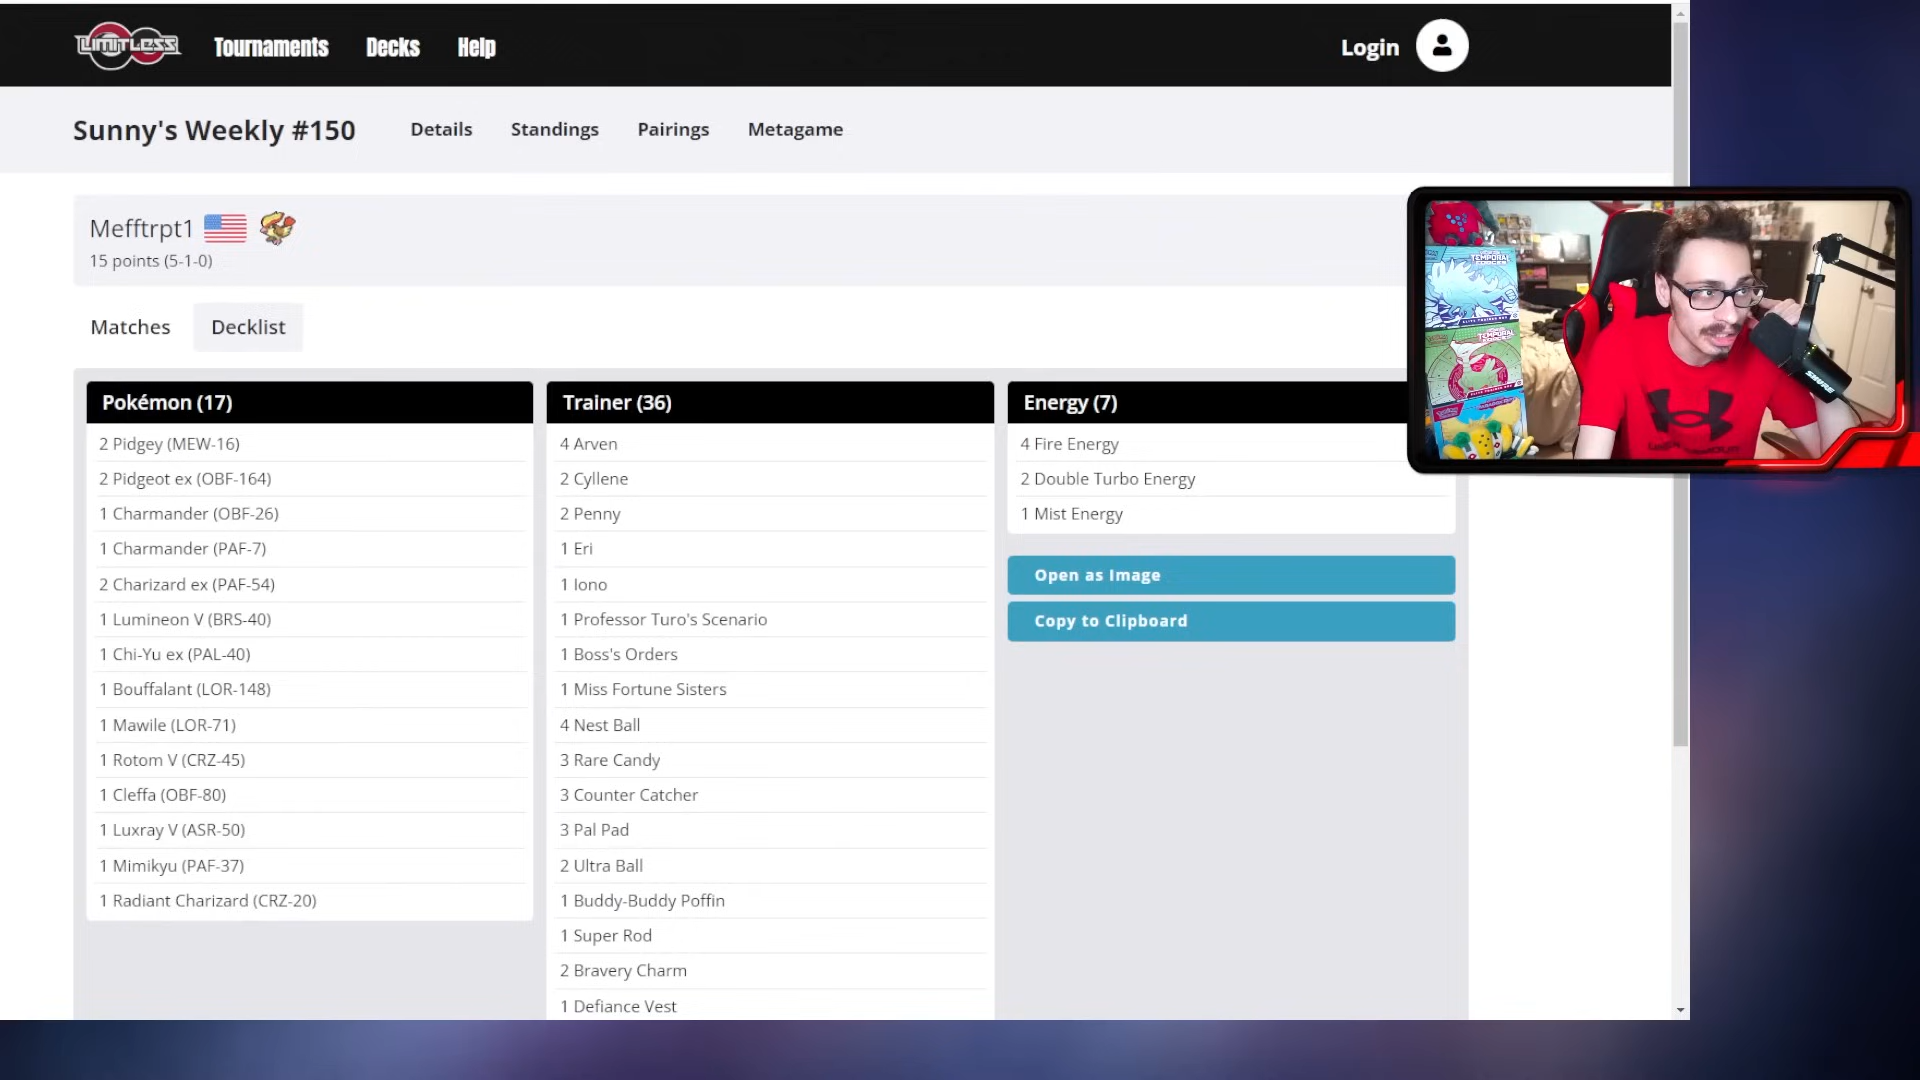 LIMITLESS
Tournaments
Decks
Help
Login
Sunny's Weekly #150
Details
Standings
Pairings
Metagame
Mefftrpt1
15 points (5-1-0)
Matches
Decklist
Pokémon (17)
2 Pidgey (MEW-16)
2 Pidgeot ex (OBF-164)
1 Charmander (OBF-26)
1 Charmander (PAF-7)
2 Charizard ex (PAF-54)
1 Lumineon V (BRS-40)
1 Chi-Yu ex (PAL-40)
1 Bouffalant (LOR-148)
1 Mawile (LOR-71)
1 Rotom V (CRZ-45)
1 Cleffa (OBF-80)
1 Luxray V (ASR-50)
1 Mimikyu (PAF-37)
1 Radiant Charizard (CRZ-20)
Trainer (36)
4 Arven
2 Cyllene
2 Penny
1 Eri
1 Iono
1 Professor Turo's Scenario
1 Boss's Orders
1 Miss Fortune Sisters
4 Nest Ball
3 Rare Candy
3 Counter Catcher
3 Pal Pad
2 Ultra Ball
1 Buddy-Buddy Poffin
1 Super Rod
2 Bravery Charm
1 Defiance Vest
Energy (7)
4 Fire Energy
2 Double Turbo Energy
1 Mist Energy
Open as Image
Copy to Clipboard
TEMPORAL
FORCES
TEMPORAL
SHURE